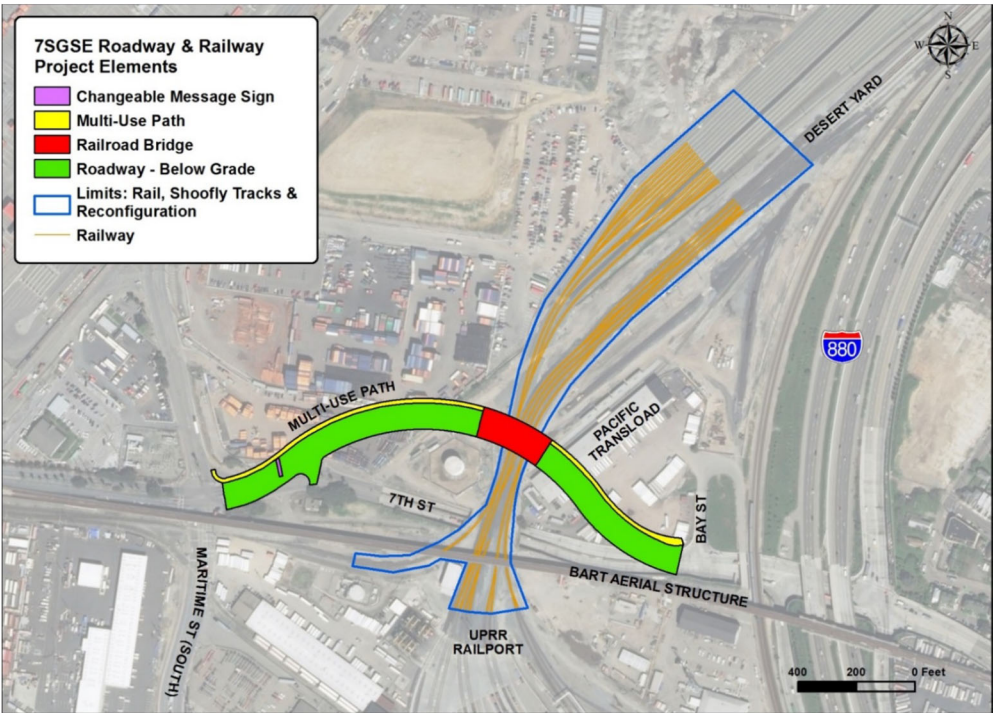 7SGSE Roadway & Railway
Project Elements
Changeable Message Sign
Multi-Use Path
Railroad Bridge
Roadway - Below Grade
Limits: Rail, Shoofly Tracks &
Reconfiguration
Railway
N
W
E
S
DESERT YARD
880
MULTI-USE PATH
PACIFIC
TRANSLOAD
7TH ST
BAY ST
BART AERIAL STRUCTURE
MARITIME ST (SOUTH)
UPRR
RAILPORT
400 200 0 Feet